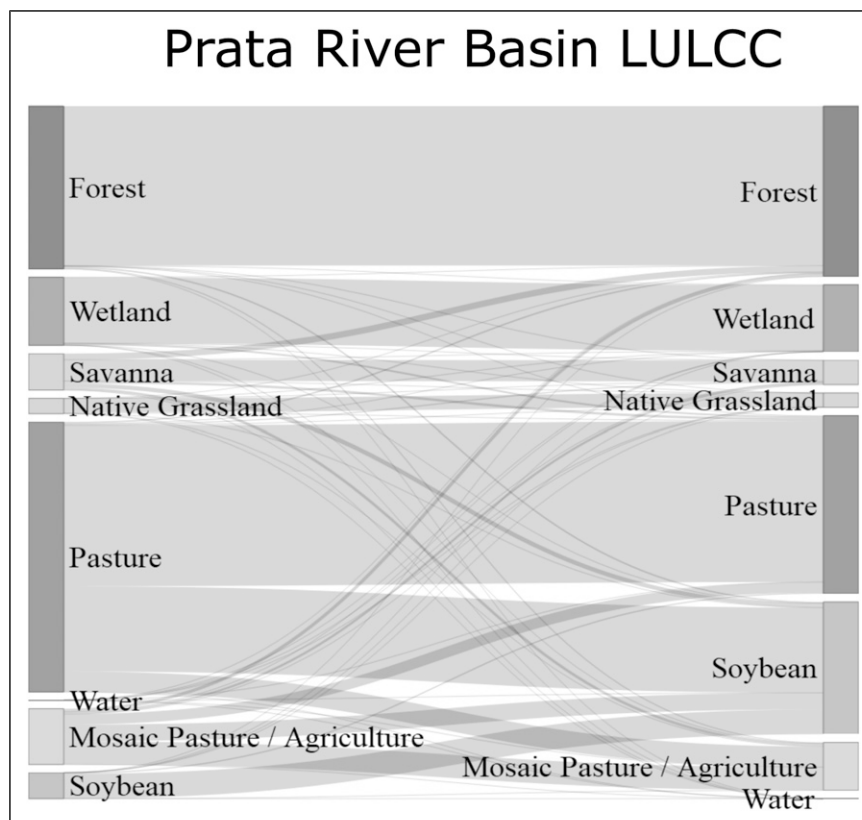 Prata River Basin LULCC
Forest
Wetland
Savanna
Native Grassland
Pasture
Water
Mosaic Pasture / Agriculture
Soybean
Forest
Wetland
Savanna
Native Grassland
Pasture
Soybean
Mosaic Pasture / Agriculture
Water